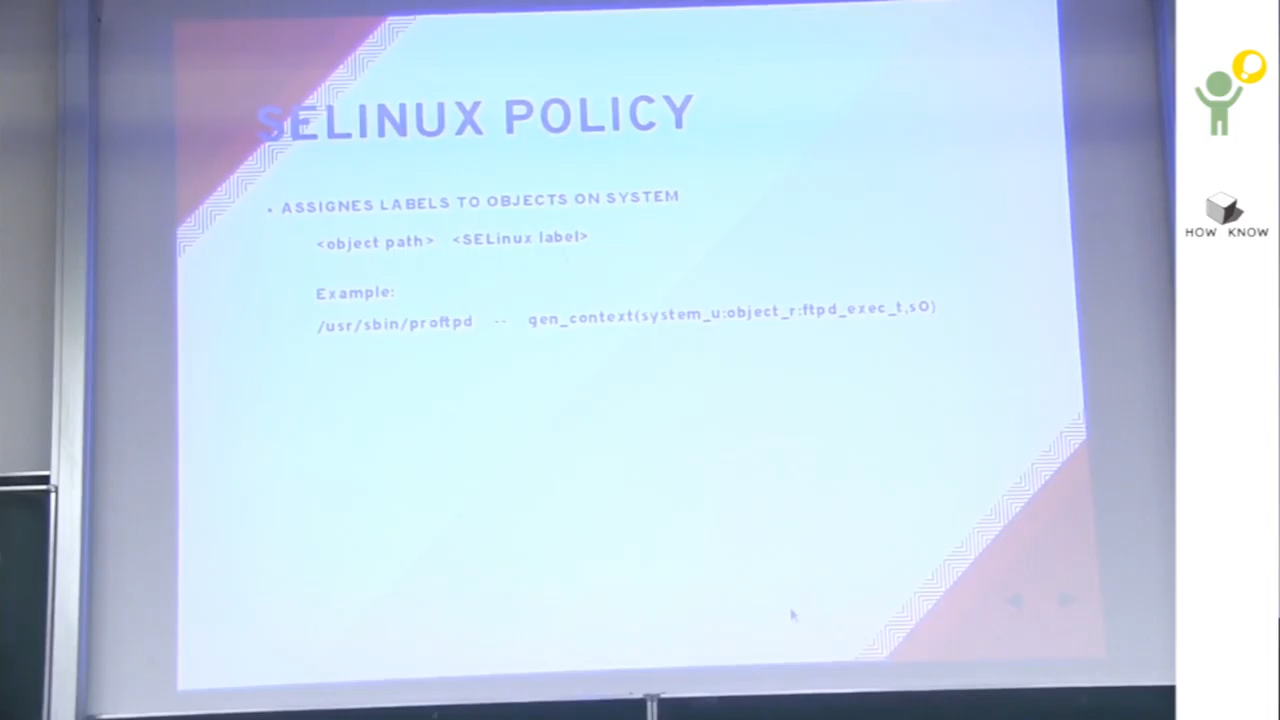 SELINUX POLICY
• ASSIGNES LABELS TO OBJECTS ON SYSTEM
<object path> <SELinux label>
Example:
/usr/sbin/proftpd -- gen_context(system_u:object_r:ftpd_exec_t,s0)
HOW KNOW